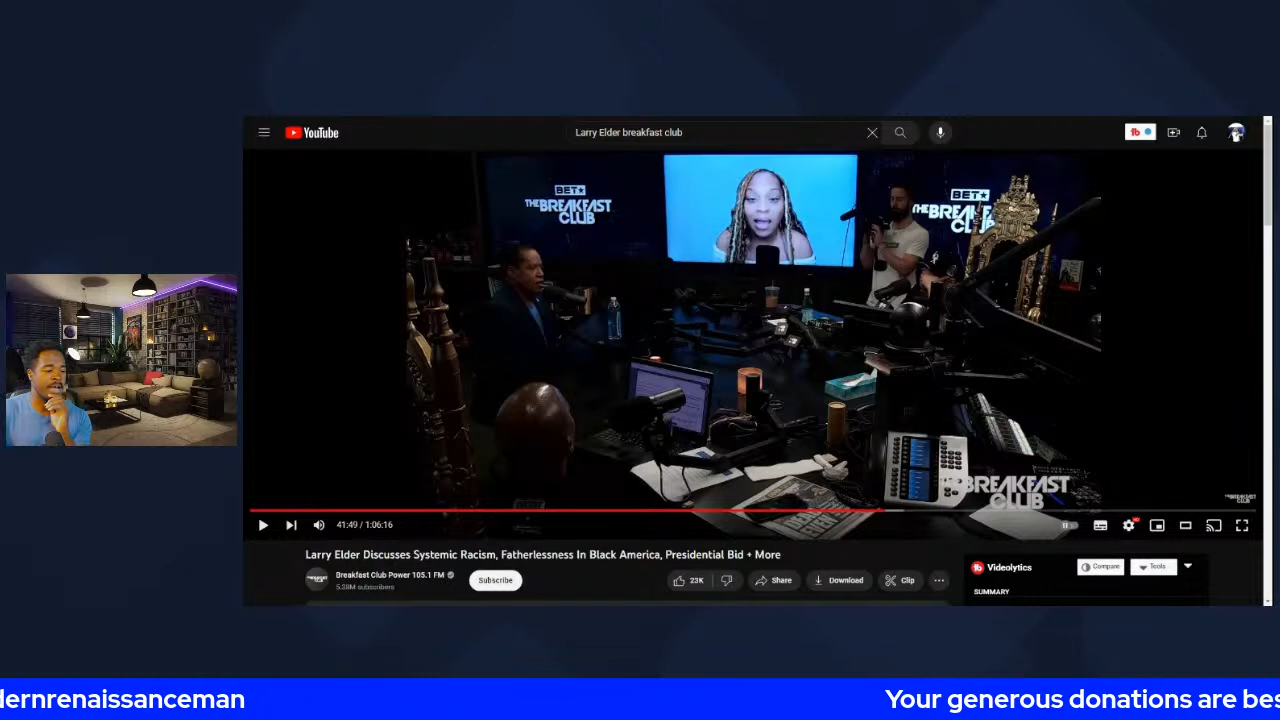 YouTube
Larry Elder breakfast club
BET
THE BREAKFAST
CLUB
BET
THE BREAKFAST
CLUB
BREAKFAST
CLUB
41:49 / 1:06:16
Larry Elder Discusses Systemic Racism, Fatherlessness In Black America, Presidential Bid + More
Breakfast Club Power 105.1 FM
5.28M subscribers
Subscribe
23K
Share
Download
Clip
Videolytics
Compare
Tools
SUMMARY
dernrenaissanceman
Your generous donations are bes